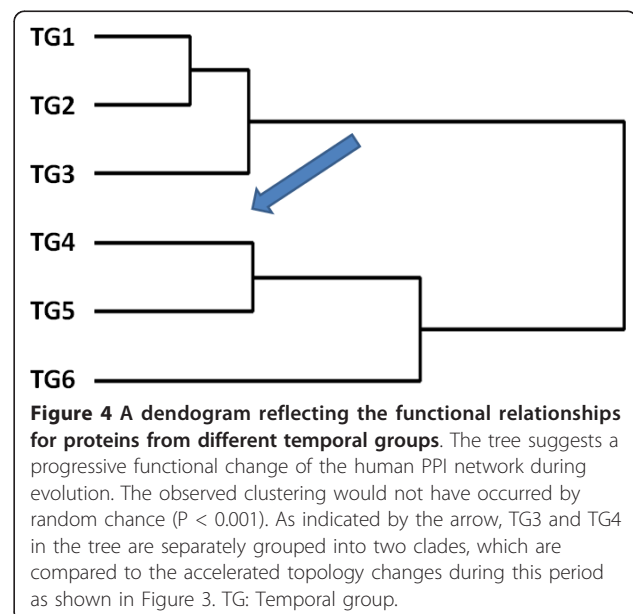 TG1
TG2
TG3
TG4
TG5
TG6
Figure 4 A dendogram reflecting the functional relationships
for proteins from different temporal groups. The tree suggests a
progressive functional change of the human PPI network during
evolution. The observed clustering would not have occurred by
random chance (P < 0.001). As indicated by the arrow, TG3 and TG4
in the tree are separately grouped into two clades, which are
compared to the accelerated topology changes during this period
as shown in Figure 3. TG: Temporal group.